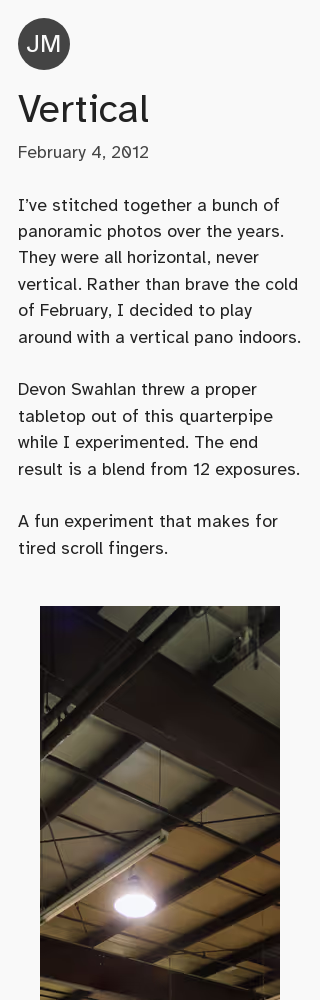 JM
Vertical
February 4, 2012
I’ve stitched together a bunch of
panoramic photos over the years.
They were all horizontal, never
vertical. Rather than brave the cold
of February, I decided to play
around with a vertical pano indoors.
Devon Swahlan threw a proper
tabletop out of this quarterpipe
while I experimented. The end
result is a blend from 12 exposures.
A fun experiment that makes for
tired scroll fingers.